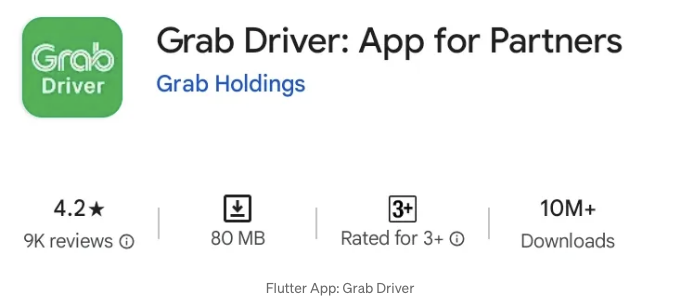 Grab
Driver
Grab Driver: App for Partners
Grab Holdings
4.2★
9K reviews
80 MB
3+
Rated for 3+
10M+
Downloads
Flutter App: Grab Driver